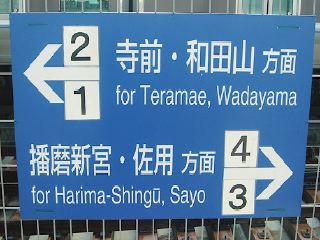 2
寺前・和田山 方面
1
for Teramae, Wadayama
播磨新宮・佐用 方面
4
for Harima-Shingū, Sayo
3